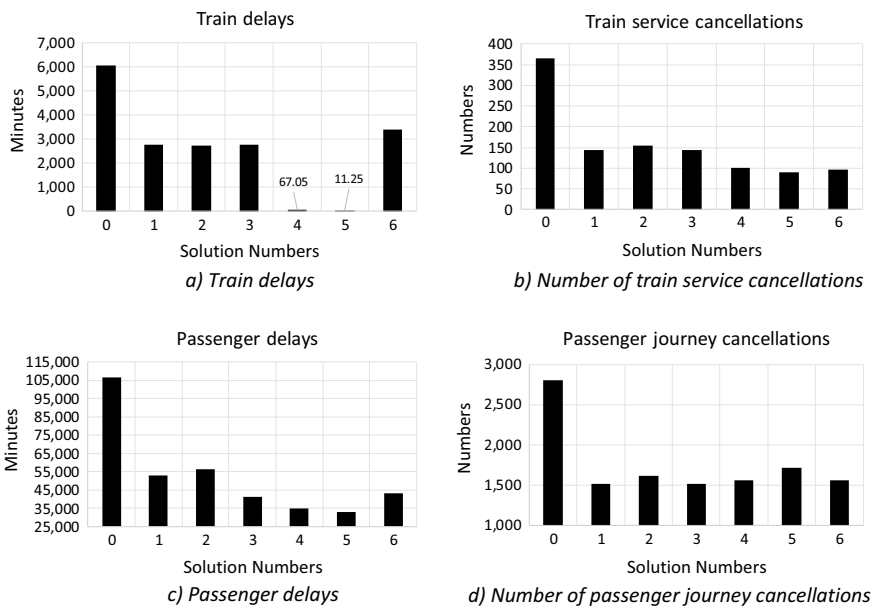 Train delays
7,000
6,000
5,000
4,000
3,000
2,000
1,000
0
Minutes
67.05
11.25
0 1 2 3 4 5 6
Solution Numbers
a) Train delays
Train service cancellations
400
350
300
250
200
150
100
50
0
Numbers
0 1 2 3 4 5 6
Solution Numbers
b) Number of train service cancellations
Passenger delays
115,000
105,000
95,000
85,000
75,000
65,000
55,000
45,000
35,000
25,000
Minutes
0 1 2 3 4 5 6
Solution Numbers
c) Passenger delays
Passenger journey cancellations
3,000
2,500
2,000
1,500
1,000
Numbers
0 1 2 3 4 5 6
Solution Numbers
d) Number of passenger journey cancellations